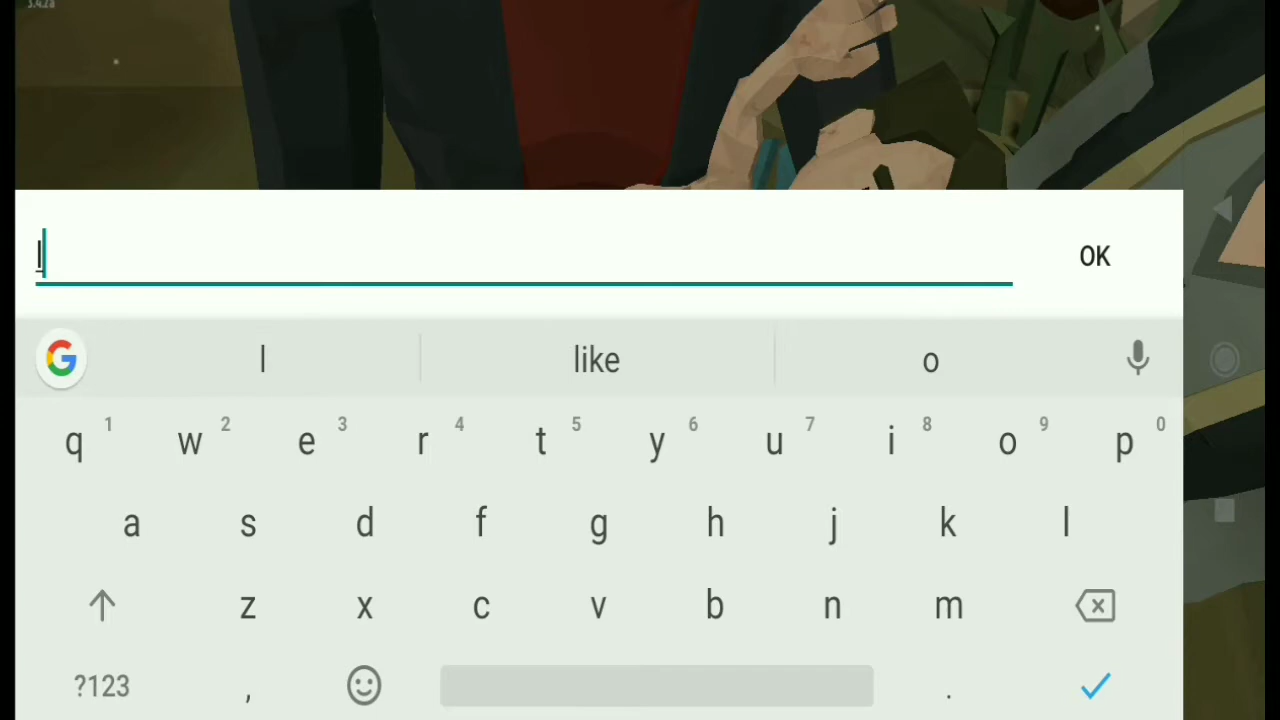 l
OK
l like o
q 1 w 2 e 3 r 4 t 5 y 6 u 7 i 8 o 9 p 0
a s d f g h j k l
z x c v b n m
?123 , .